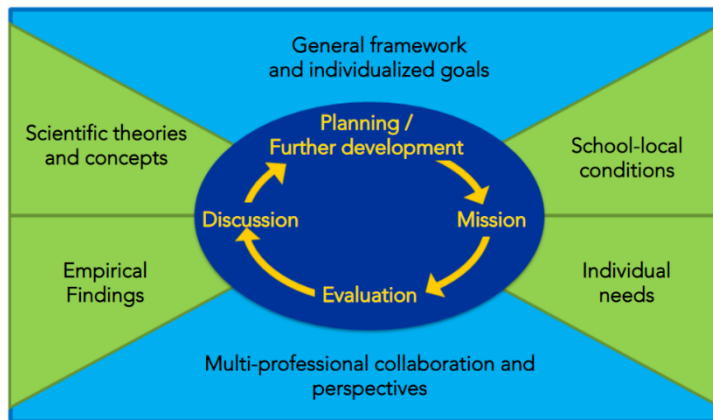 General framework
and individualized goals
Scientific theories
and concepts
School-local
conditions
Planning /
Further development
Discussion
Mission
Evaluation
Empirical
Findings
Individual
needs
Multi-professional collaboration and
perspectives